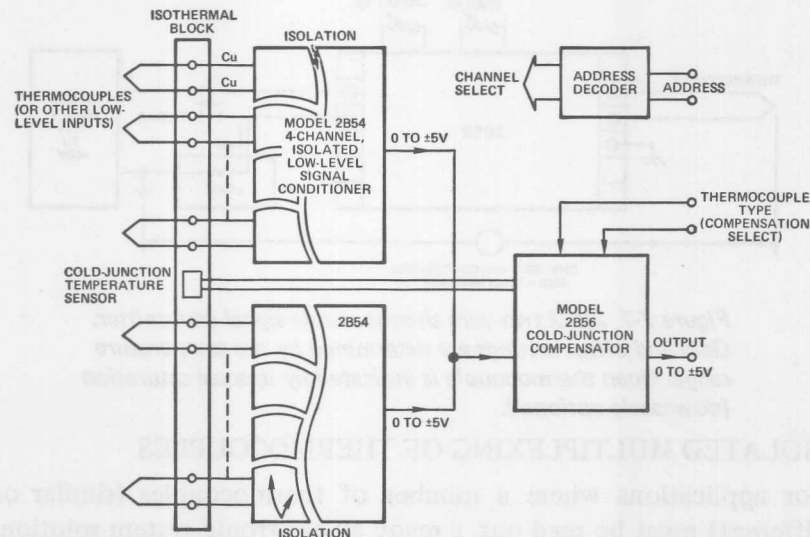 ISOTHERMAL
BLOCK
ISOLATION
Cu
Cu
THERMOCOUPLES
(OR OTHER LOW-
LEVEL INPUTS)
MODEL 2B54
4-CHANNEL,
ISOLATED
LOW-LEVEL
SIGNAL
CONDITIONER
0 TO ±5V
CHANNEL
SELECT
ADDRESS
DECODER
ADDRESS
THERMOCOUPLE
TYPE
(COMPENSATION
SELECT)
COLD-JUNCTION
TEMPERATURE
SENSOR
2B54
MODEL
2B56
COLD-JUNCTION
COMPENSATOR
OUTPUT
0 TO ±5V
0 TO ±5V
ISOLATION